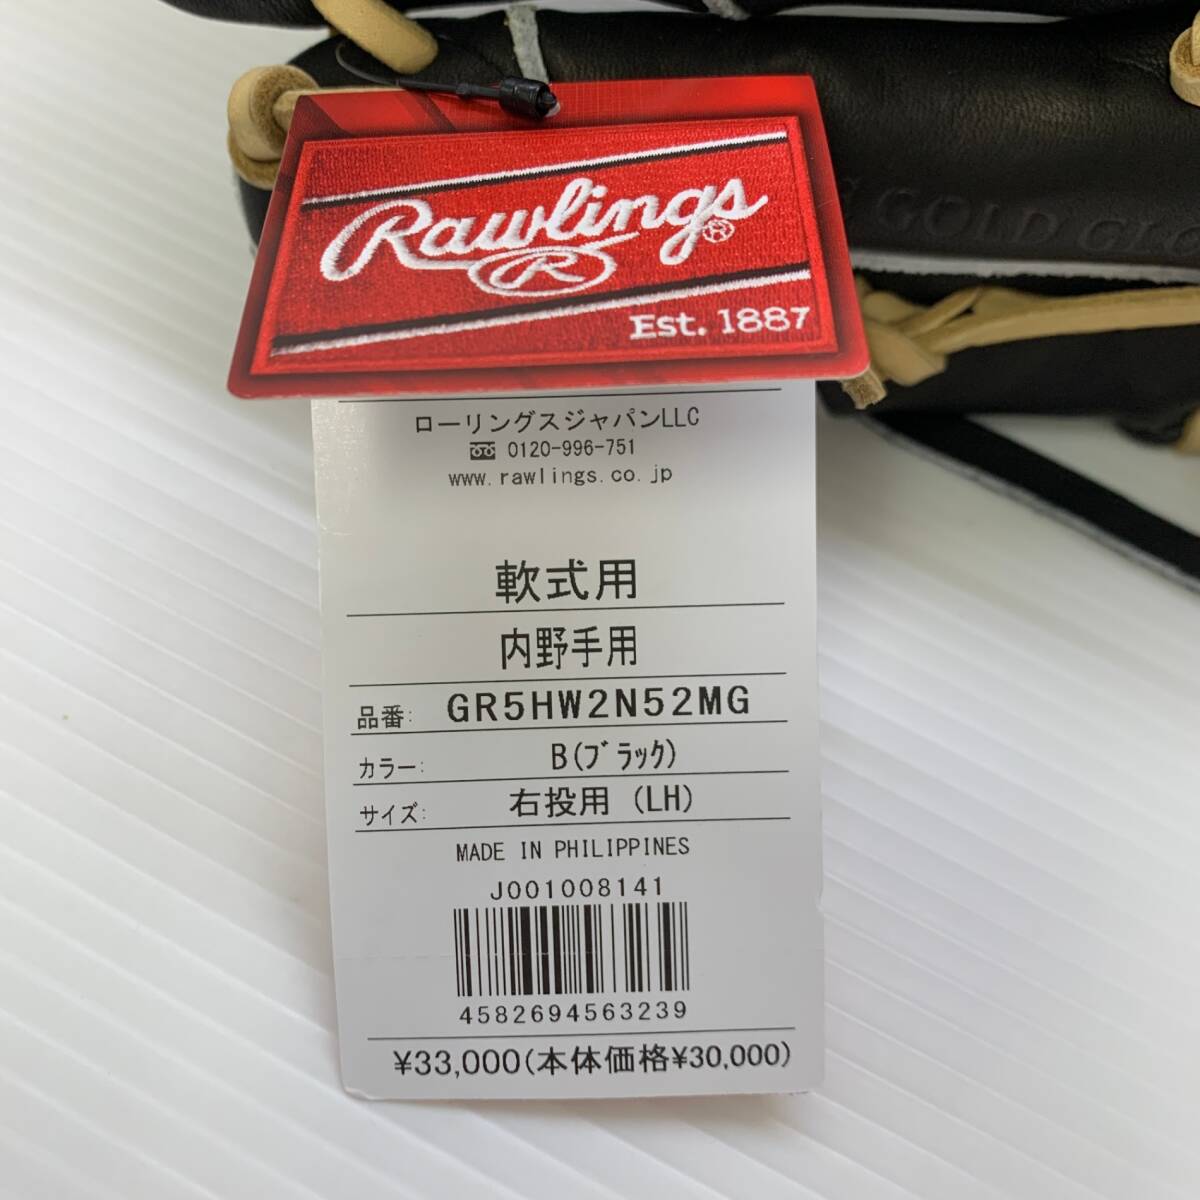 Rawlings®
R
Est. 1887
G GOLD GLO
ローリングスジャパンLLC
0120-996-751
www.rawlings.co.jp
軟式用
内野手用
品番: GR5HW2N52MG
カラー: B(ブラック)
サイズ: 右投用 (LH)
MADE IN PHILIPPINES
J001008141
4582694563239
¥33,000(本体価格¥30,000)